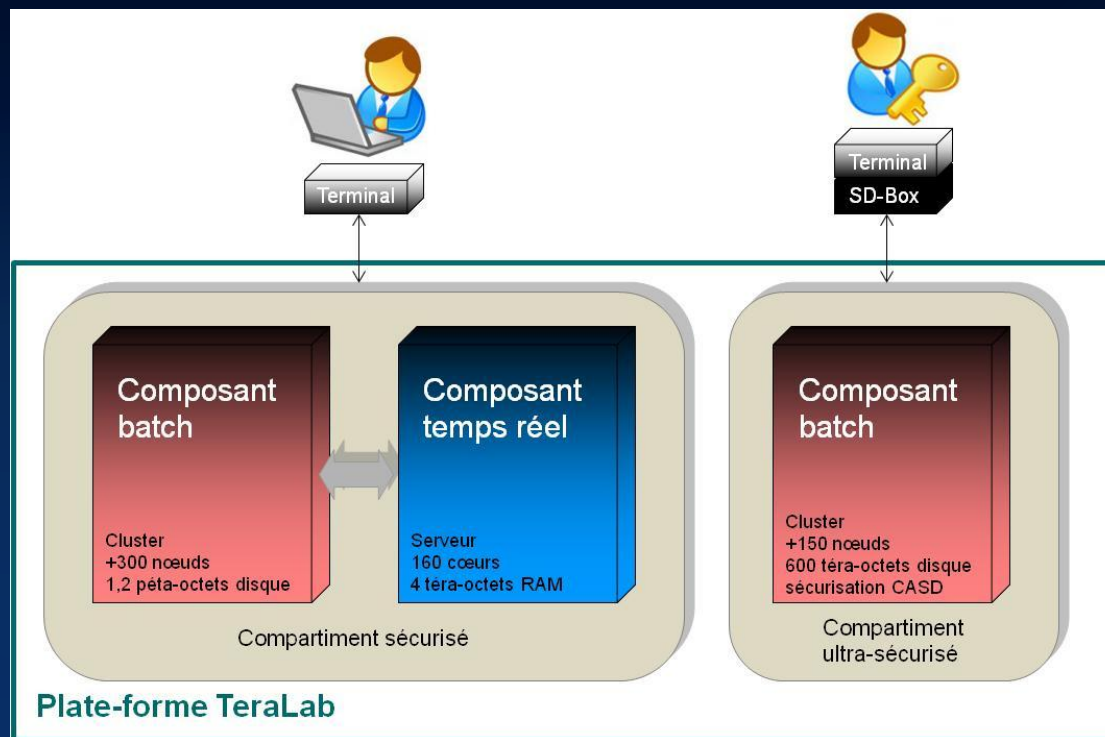 Terminal
Terminal
SD-Box
Composant
batch
Cluster
+300 nœuds
1,2 péta-octets disque
Composant
temps réel
Serveur
160 cœurs
4 téra-octets RAM
Compartiment sécurisé
Composant
batch
Cluster
+150 nœuds
600 téra-octets disque
sécurisation CASD
Compartiment
ultra-sécurisé
Plate-forme TeraLab